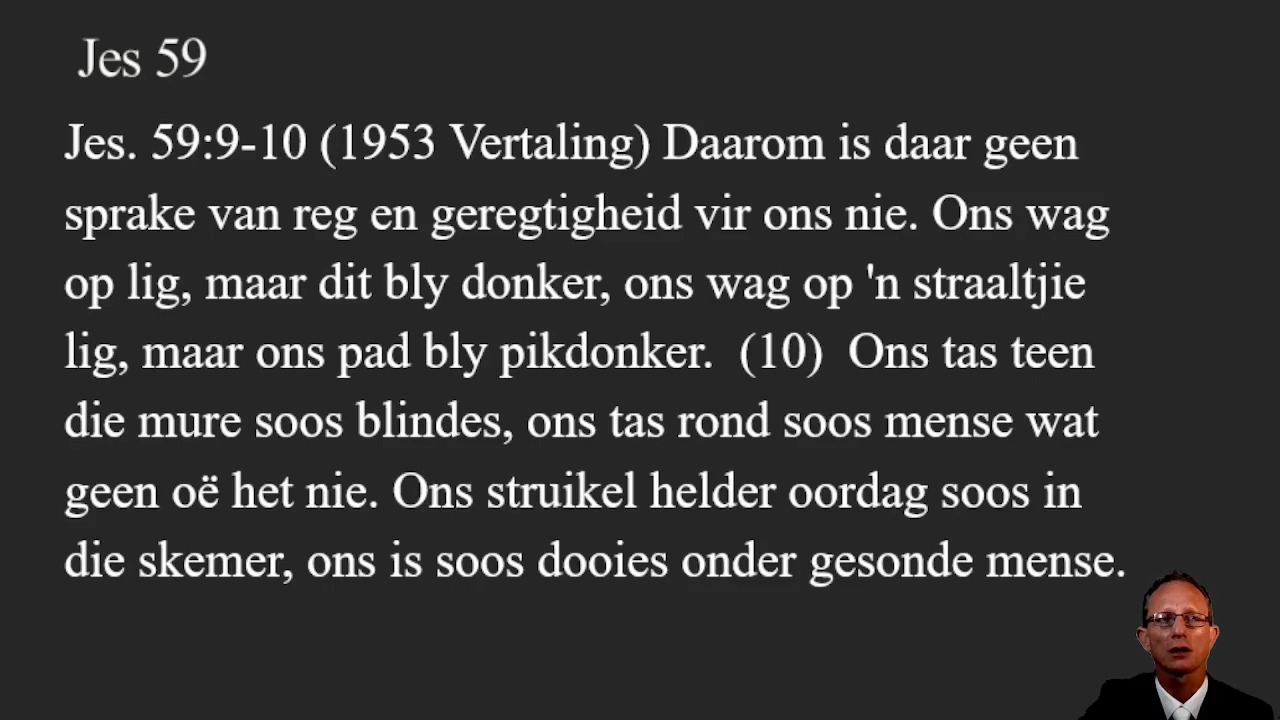 Jes 59
Jes. 59:9-10 (1953 Vertaling) Daarom is daar geen
sprake van reg en geregtigheid vir ons nie. Ons wag
op lig, maar dit bly donker, ons wag op 'n straaltjie
lig, maar ons pad bly pikdonker.  (10)  Ons tas teen
die mure soos blindes, ons tas rond soos mense wat
geen oë het nie. Ons struikel helder oordag soos in
die skemer, ons is soos dooies onder gesonde mense.